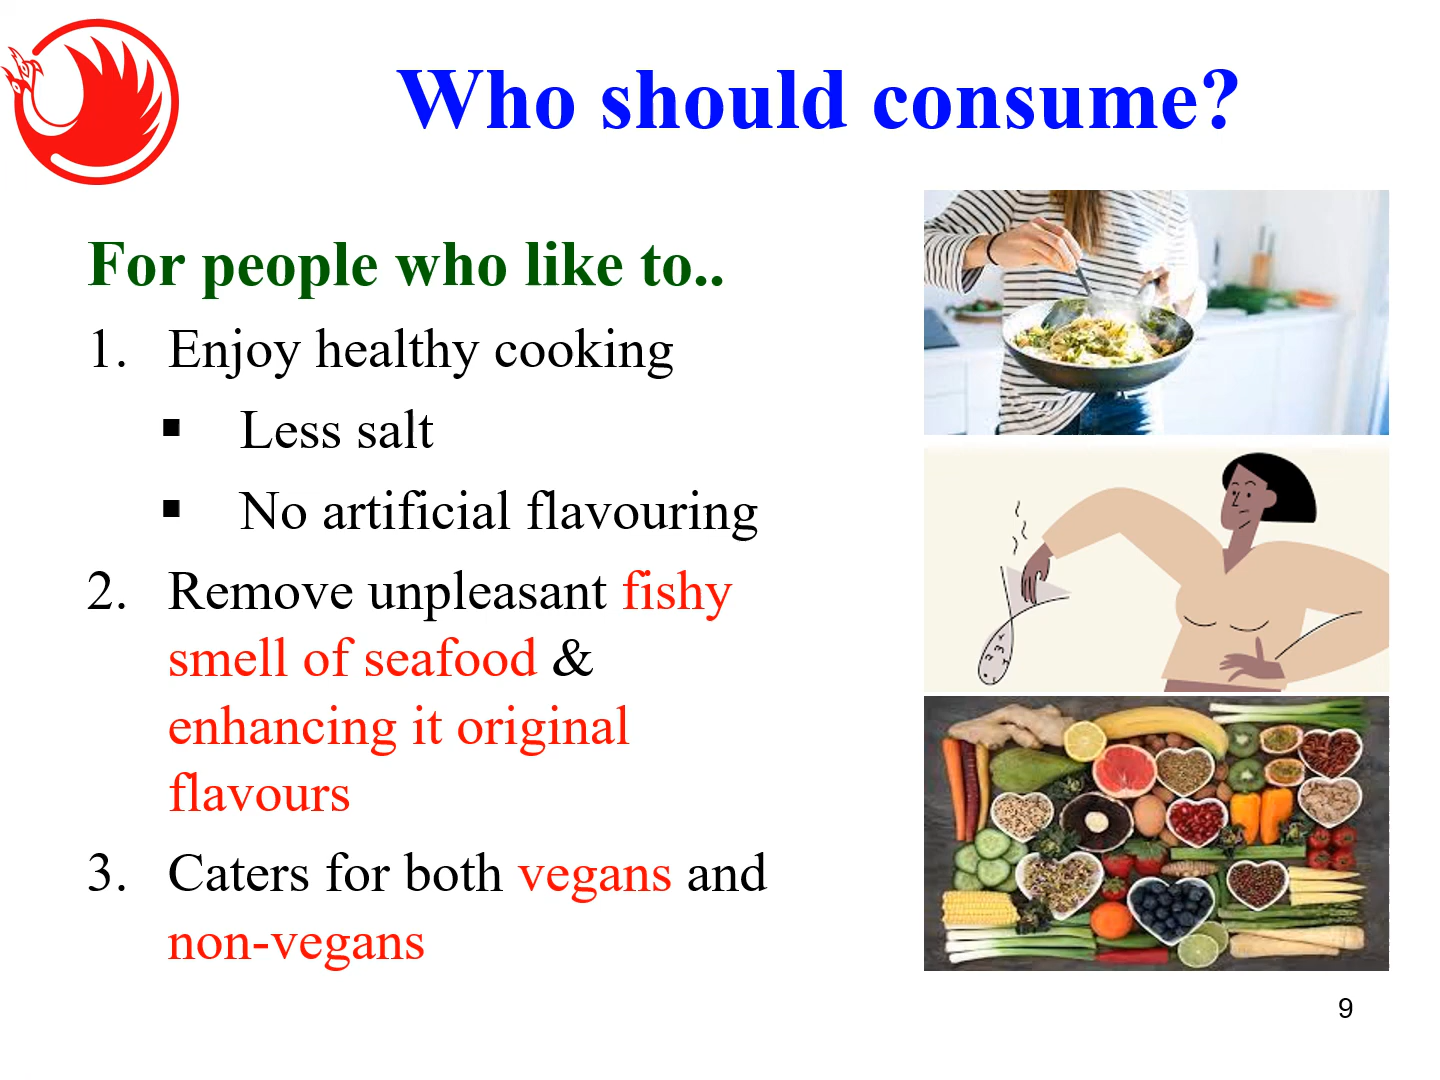 Who should consume?
For people who like to..
1. Enjoy healthy cooking
▪ Less salt
▪ No artificial flavouring
2. Remove unpleasant fishy
smell of seafood &
enhancing it original
flavours
3. Caters for both vegans and
non-vegans
9